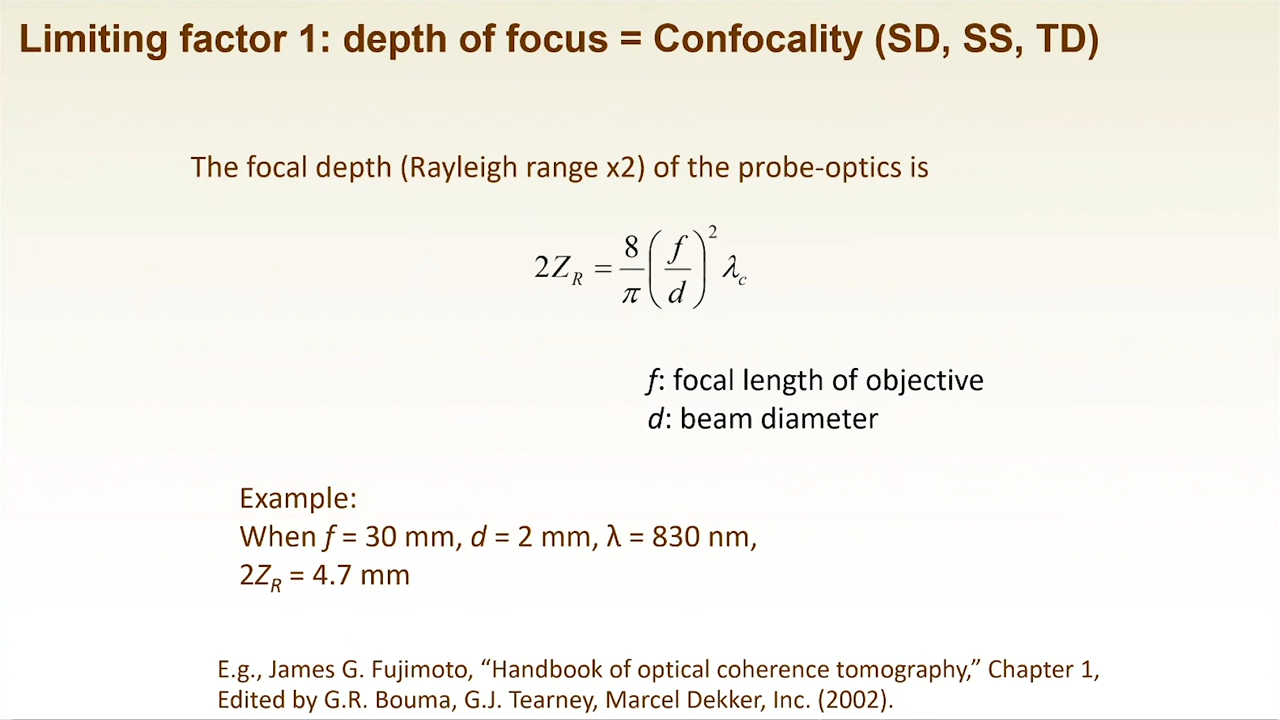 Limiting factor 1: depth of focus = Confocality (SD, SS, TD)
The focal depth (Rayleigh range x2) of the probe-optics is
2Z_R = 8/π (f/d)² λ_c
f: focal length of objective
d: beam diameter
Example:
When f = 30 mm, d = 2 mm, λ = 830 nm,
2Z_R = 4.7 mm
E.g., James G. Fujimoto, “Handbook of optical coherence tomography,” Chapter 1,
Edited by G.R. Bouma, G.J. Tearney, Marcel Dekker, Inc. (2002).